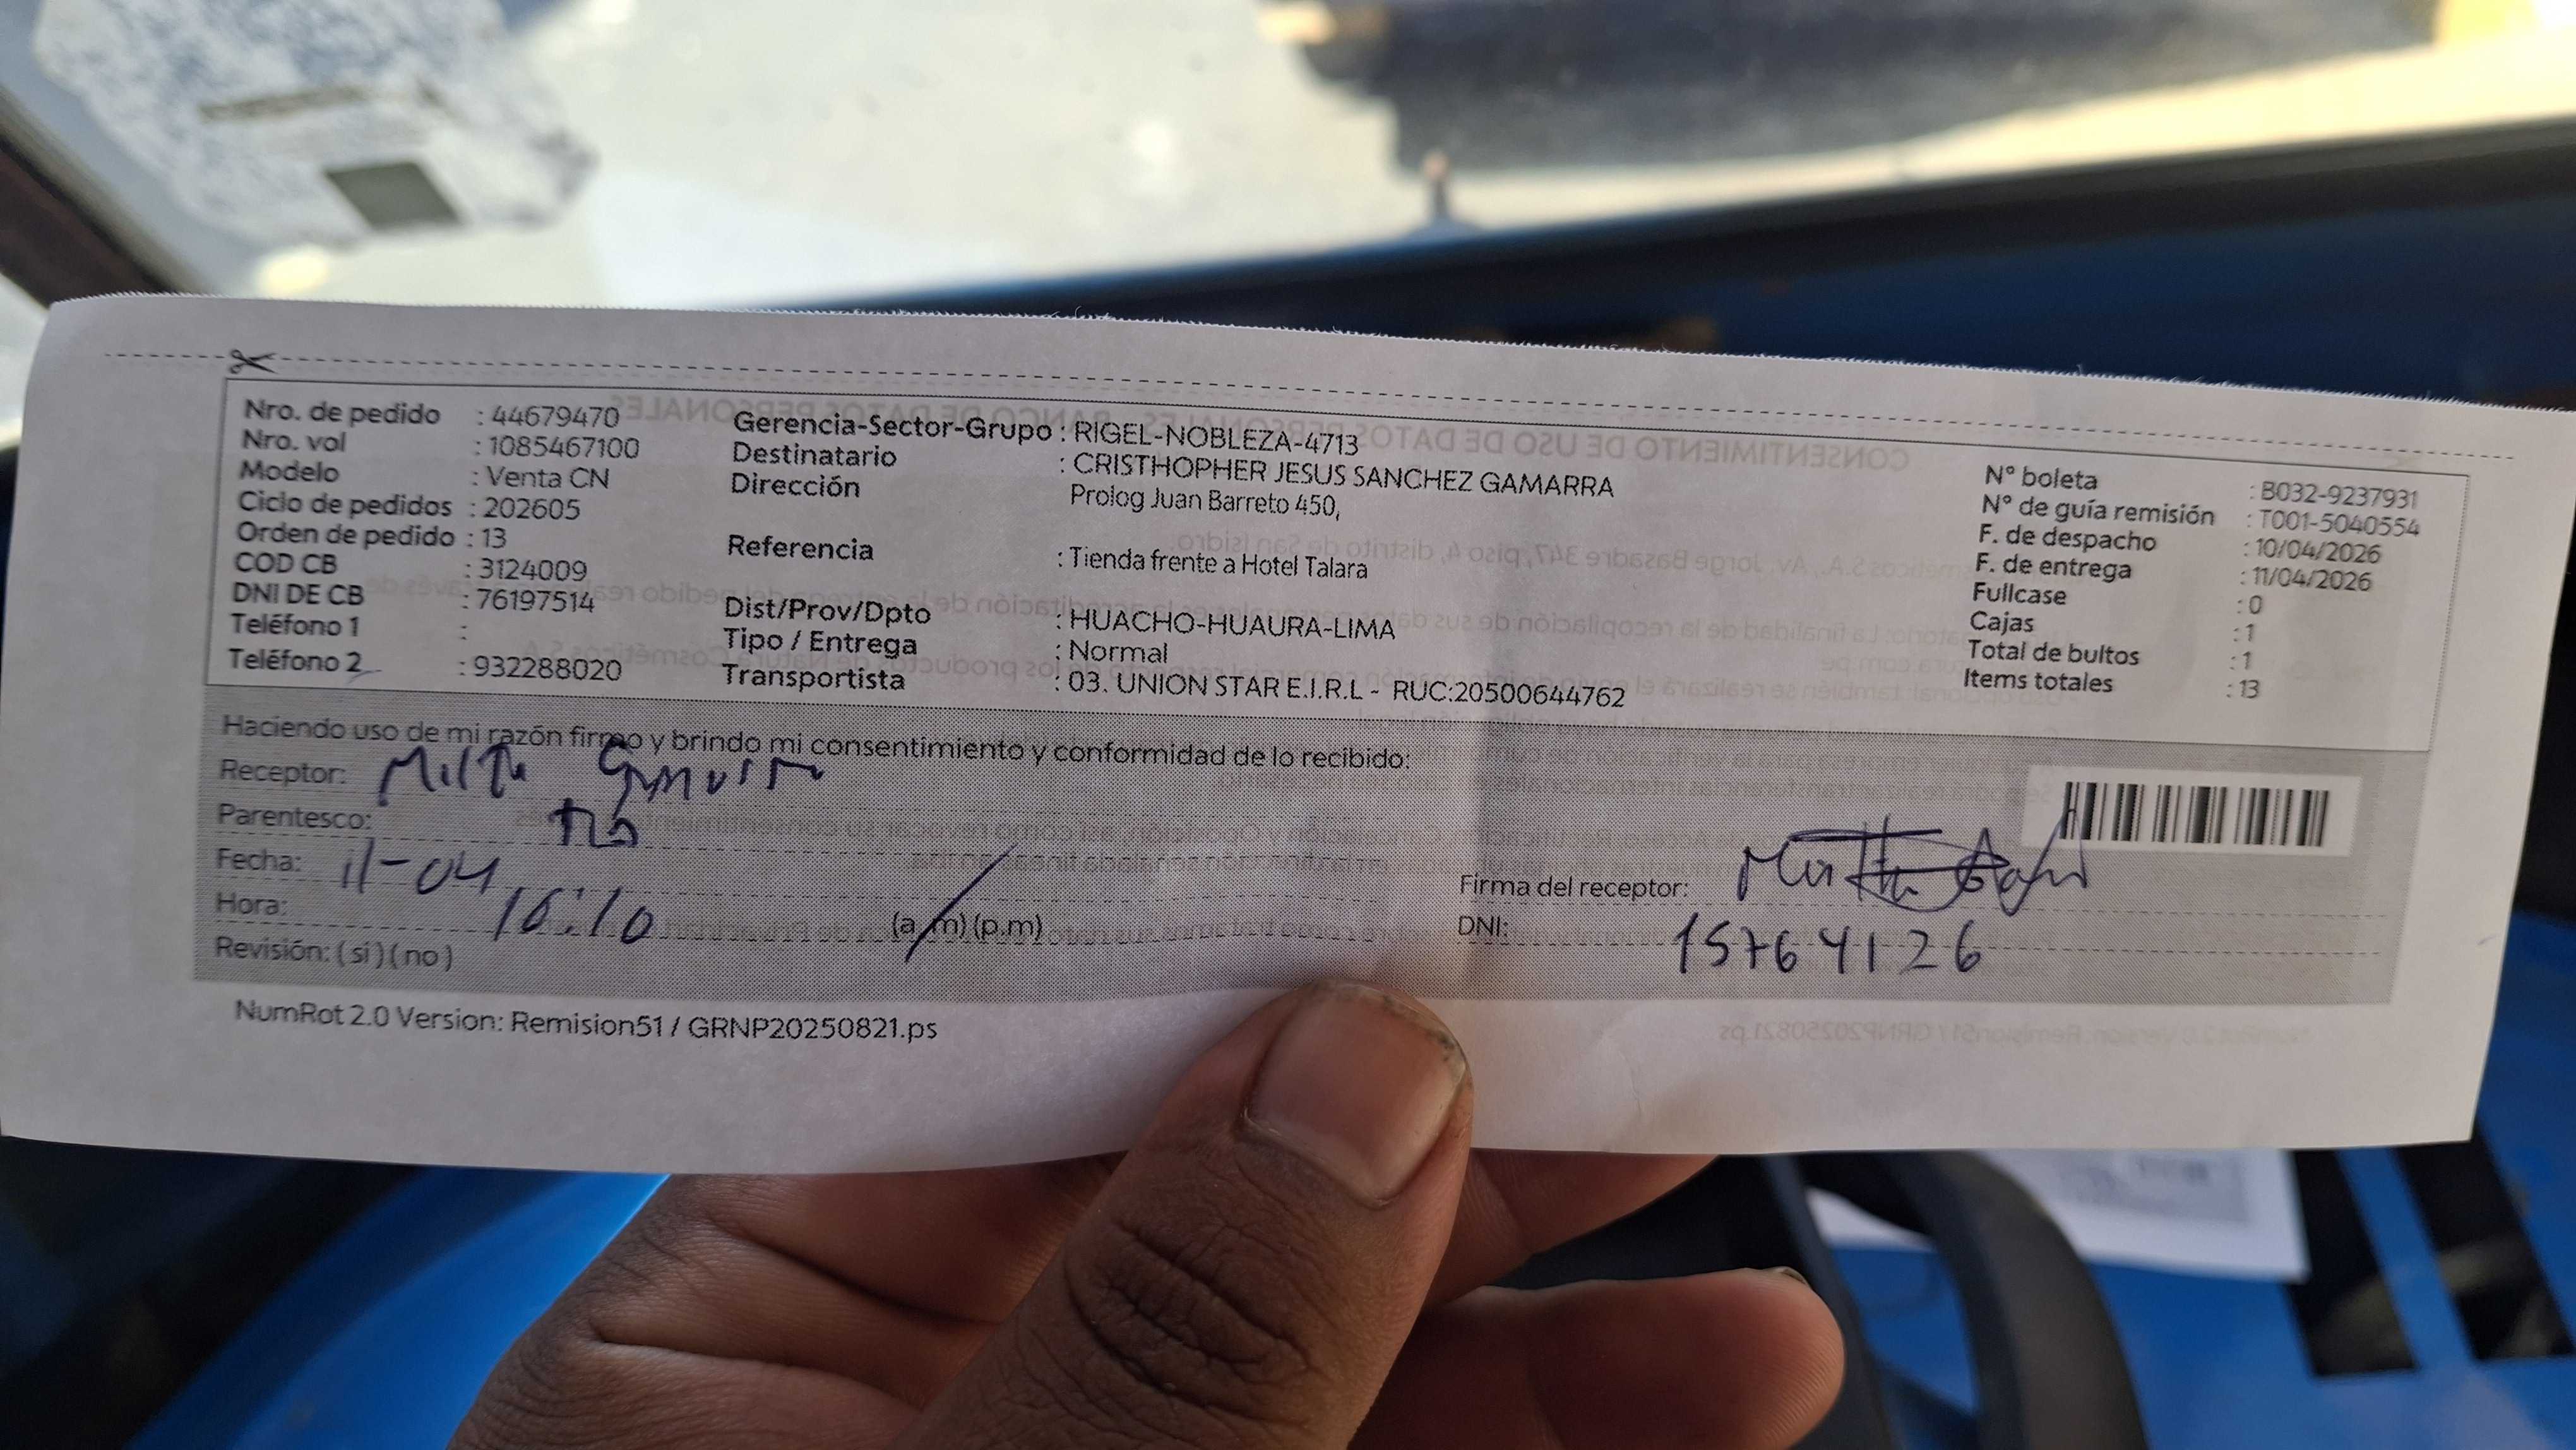 Nro. de pedido : 44679470
Nro. vol : 1085467100
Modelo : Venta CN
Ciclo de pedidos : 202605
Orden de pedido : 13
COD CB : 3124009
DNI DE CB : 76197514
Teléfono 1 :
Teléfono 2 : 932288020
Gerencia-Sector-Grupo : RIGEL-NOBLEZA-4713
Destinatario : CRISTHOPHER JESUS SANCHEZ GAMARRA
Dirección Prolog Juan Barreto 450,
Referencia : Tienda frente a Hotel Talara
Dist/Prov/Dpto : HUACHO-HUAURA-LIMA
Tipo / Entrega : Normal
Transportista : 03. UNION STAR E.I.R.L - RUC:20500644762
N° boleta : B032-9237931
N° de guía remisión : T001-5040554
F. de despacho : 10/04/2026
F. de entrega : 11/04/2026
Fullcase : 0
Cajas : 1
Total de bultos : 1
Items totales : 13
Haciendo uso de mi razón firmo y brindo mi consentimiento y conformidad de lo recibido:
Receptor:
Parentesco:
Fecha: 11-04
Hora: 16:10 (a.m) (p.m)
Revisión: ( si ) ( no )
Firma del receptor:
DNI: 15764126
NumRot 2.0 Version: Remision51 / GRNP20250821.ps